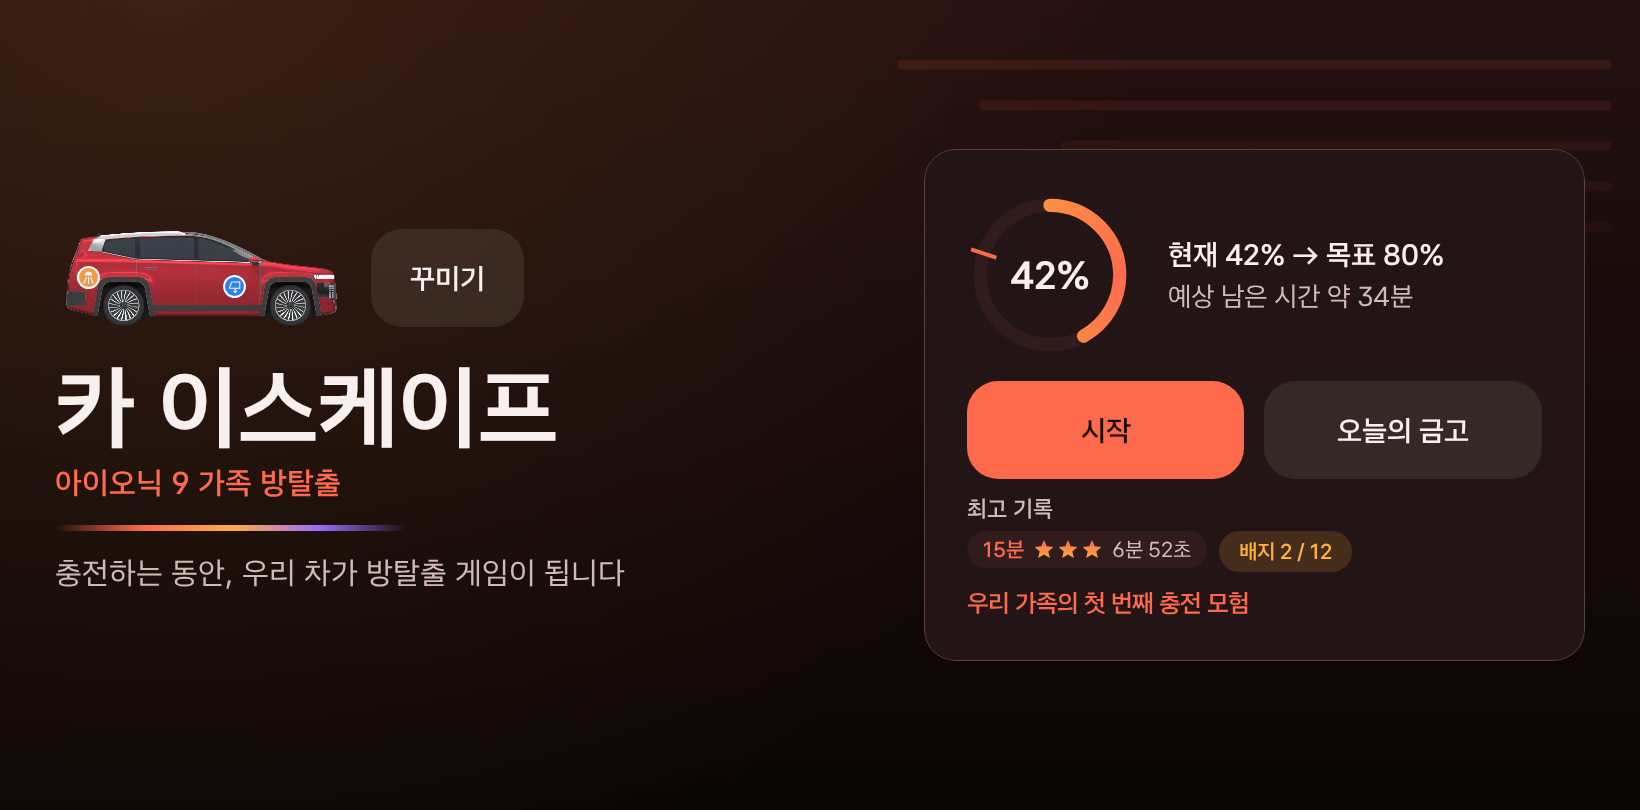 꾸미기
카 이스케이프
아이오닉 9 가족 방탈출
충전하는 동안, 우리 차가 방탈출 게임이 됩니다
42%
현재 42% → 목표 80%
예상 남은 시간 약 34분
시작
오늘의 금고
최고 기록
15분 ★★★ 6분 52초
배지 2 / 12
우리 가족의 첫 번째 충전 모험